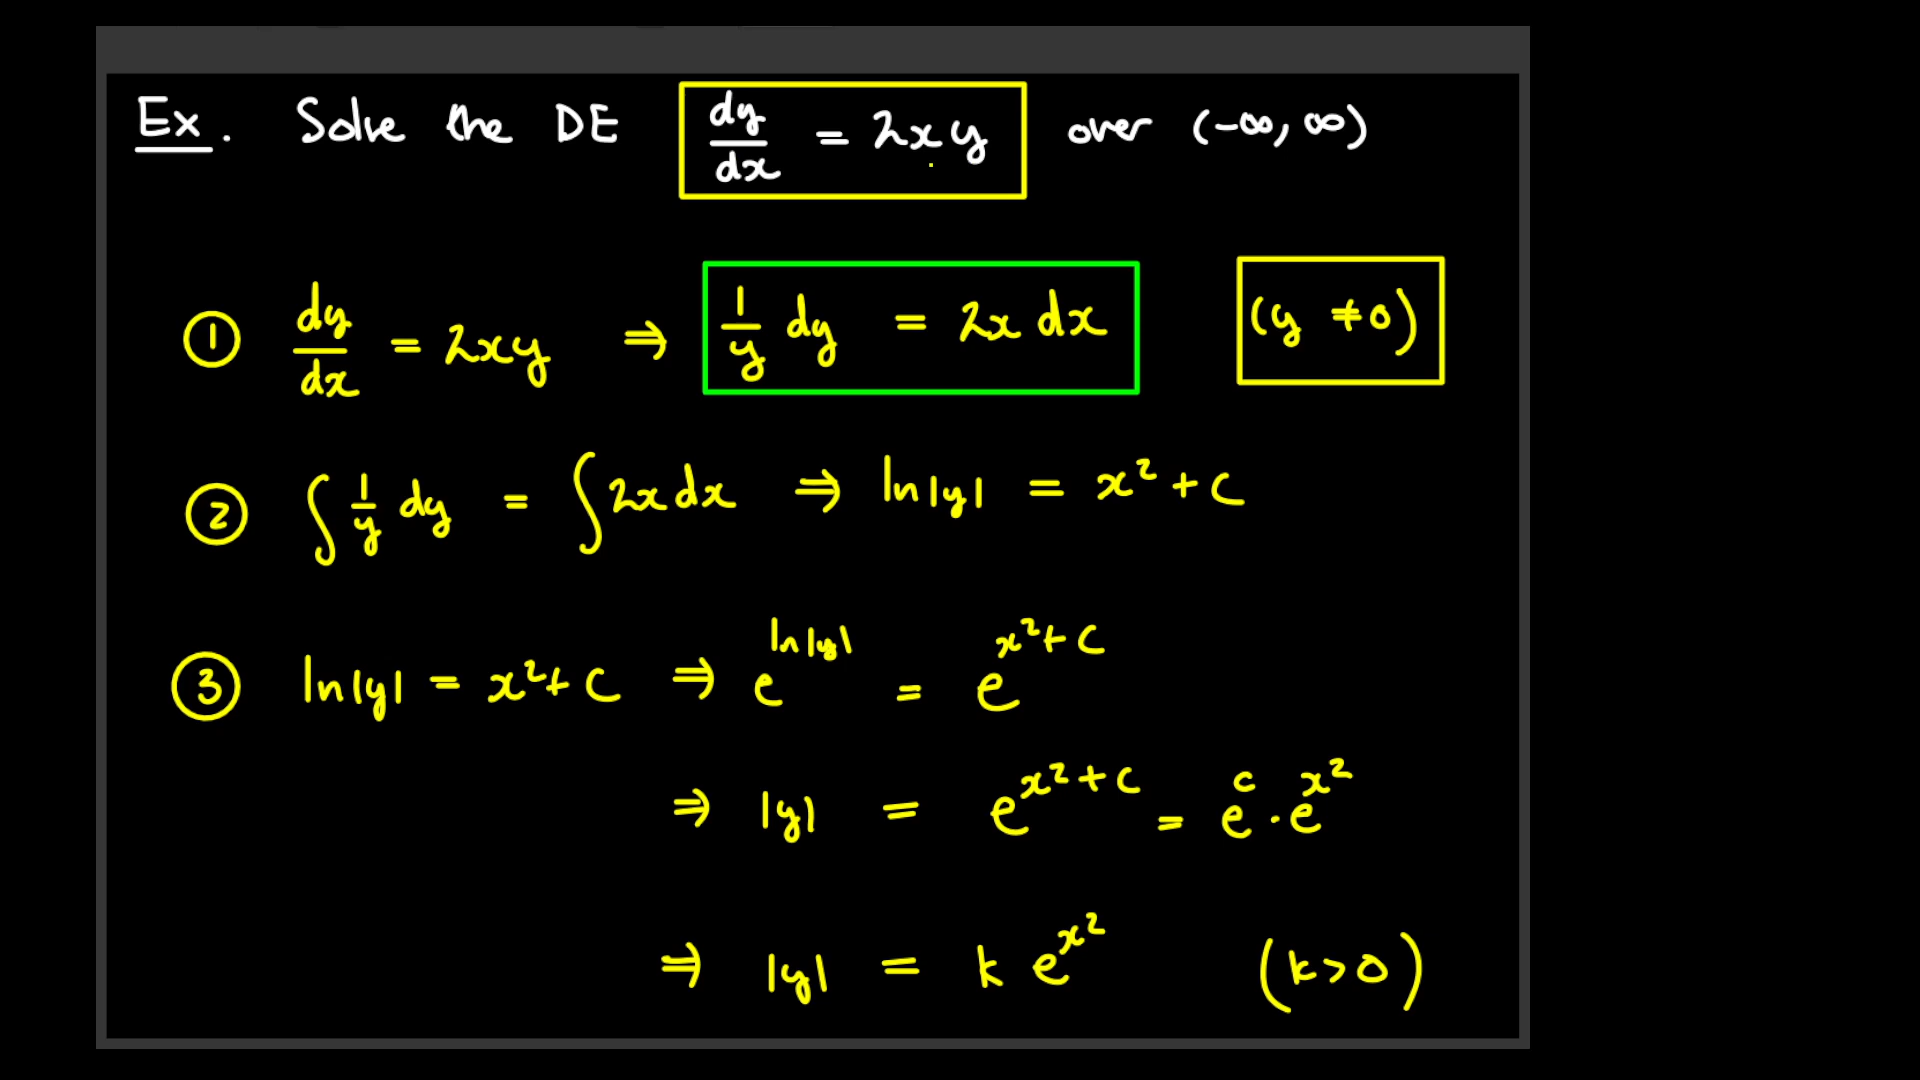 Ex. Solve the DE dy/dx = 2xy over (-∞, ∞)
① dy/dx = 2xy ⇒ 1/y dy = 2x dx (y ≠ 0)
② ∫ 1/y dy = ∫ 2x dx ⇒ ln|y| = x² + C
③ ln|y| = x² + C ⇒ e^{ln|y|} = e^{x² + C}
⇒ |y| = e^{x² + C} = e^{C} · e^{x²}
⇒ |y| = k e^{x²} (k > 0)